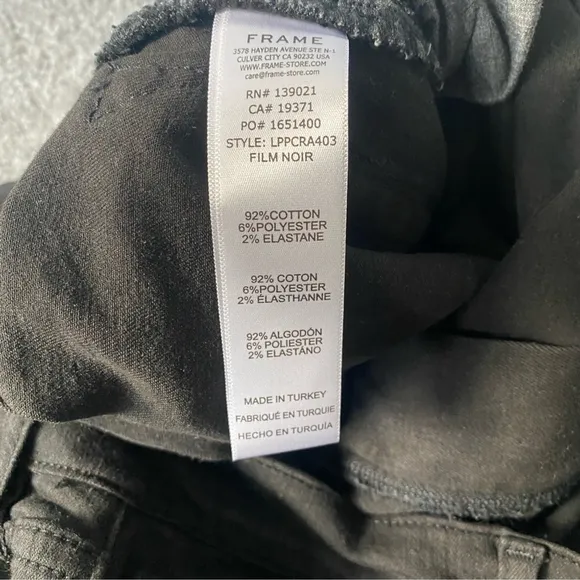 FRAME
3578 HAYDEN AVENUE STE N-1
CULVER CITY CA 90232 USA
WWW.FRAME-STORE.COM
care@frame-store.com
RN# 139021
CA# 19371
PO# 1651400
STYLE: LPPCRA403
FILM NOIR
92%COTTON
6%POLYESTER
2% ELASTANE
92% COTON
6%POLYESTER
2% ÉLASTHANNE
92% ALGODÓN
6% POLIESTER
2% ELASTÁNO
MADE IN TURKEY
FABRIQUÉ EN TURQUIE
HECHO EN TURQUÍA